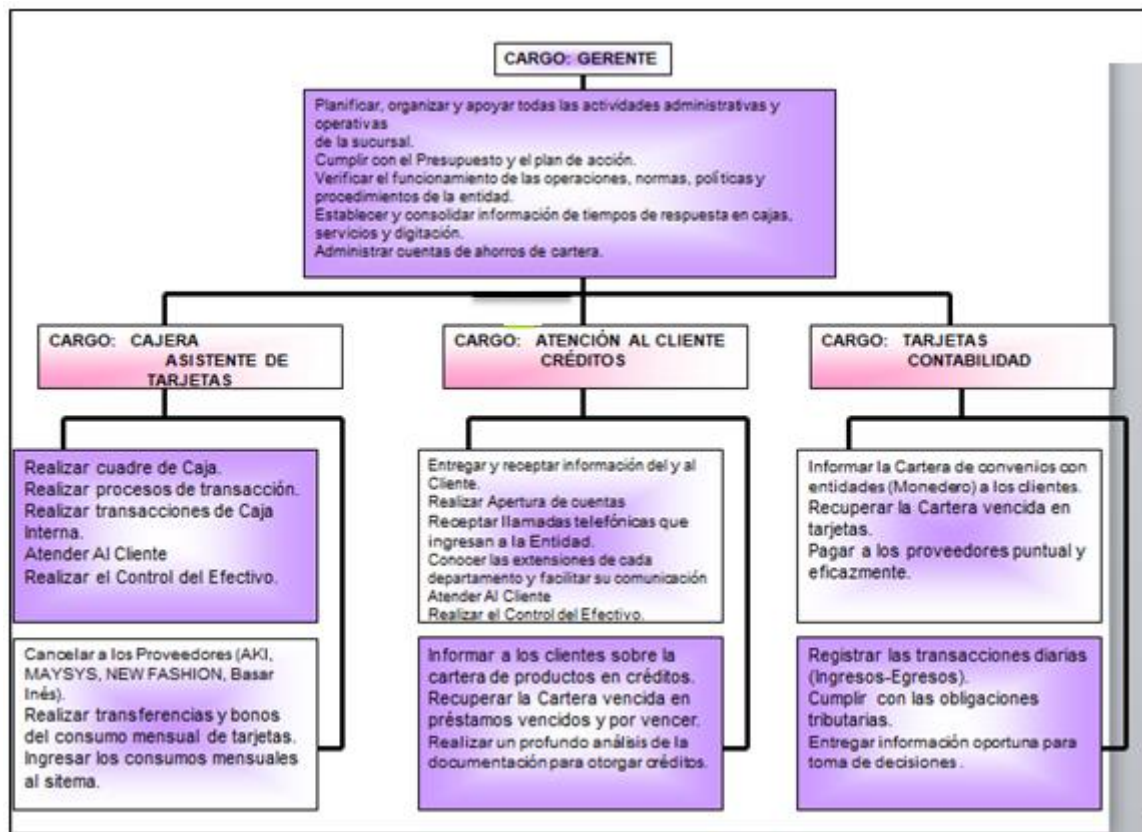 CARGO: GERENTE
Planificar, organizar y apoyar todas las actividades administrativas y
operativas
de la sucursal.
Cumplir con el Presupuesto y el plan de acción.
Verificar el funcionamiento de las operaciones, normas, políticas y
procedimientos de la entidad.
Establecer y consolidar información de tiempos de respuesta en cajas,
servicios y digitación.
Administrar cuentas de ahorros de cartera.
CARGO: CAJERA
ASISTENTE DE
TARJETAS
Realizar cuadre de Caja.
Realizar procesos de transacción.
Realizar transacciones de Caja
Interna.
Atender Al Cliente
Realizar el Control del Efectivo.
Cancelar a los Proveedores (AKI,
MAYSYS, NEW FASHION, Basar
Inés).
Realizar transferencias y bonos
del consumo mensual de tarjetas.
Ingresar los consumos mensuales
al sitema.
CARGO: ATENCIÓN AL CLIENTE
CRÉDITOS
Entregar y receptar información del y al
Cliente.
Realizar Apertura de cuentas
Receptar llamadas telefónicas que
ingresan a la Entidad.
Conocer las extensiones de cada
departamento y facilitar su comunicación
Atender Al Cliente
Realizar el Control del Efectivo.
Informar a los clientes sobre la
cartera de productos en créditos.
Recuperar la Cartera vencida en
préstamos vencidos y por vencer.
Realizar un profundo análisis de la
documentación para otorgar créditos.
CARGO: TARJETAS
CONTABILIDAD
Informar la Cartera de convenios con
entidades (Monedero) a los clientes.
Recuperar la Cartera vencida en
tarjetas.
Pagar a los proveedores puntual y
eficazmente.
Registrar las transacciones diarias
(Ingresos-Egresos).
Cumplir con las obligaciones
tributarias.
Entregar información oportuna para
toma de decisiones .